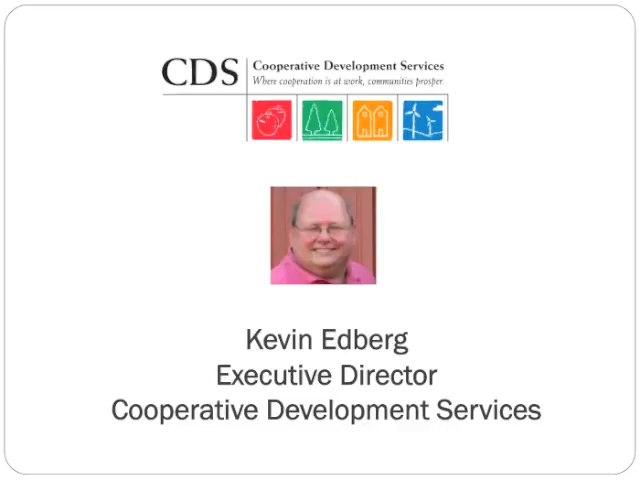 CDS
Cooperative Development Services
Where cooperation is at work, communities prosper.
Kevin Edberg
Executive Director
Cooperative Development Services